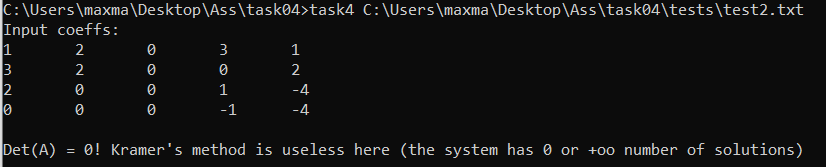 C:\Users\maxma\Desktop\Ass\task04>task4 C:\Users\maxma\Desktop\Ass\task04\tests\test2.txt
Input coeffs:
1 2 0 3 1
3 2 0 0 2
2 0 0 1 -4
0 0 0 -1 -4
Det(A) = 0! Kramer's method is useless here (the system has 0 or +oo number of solutions)